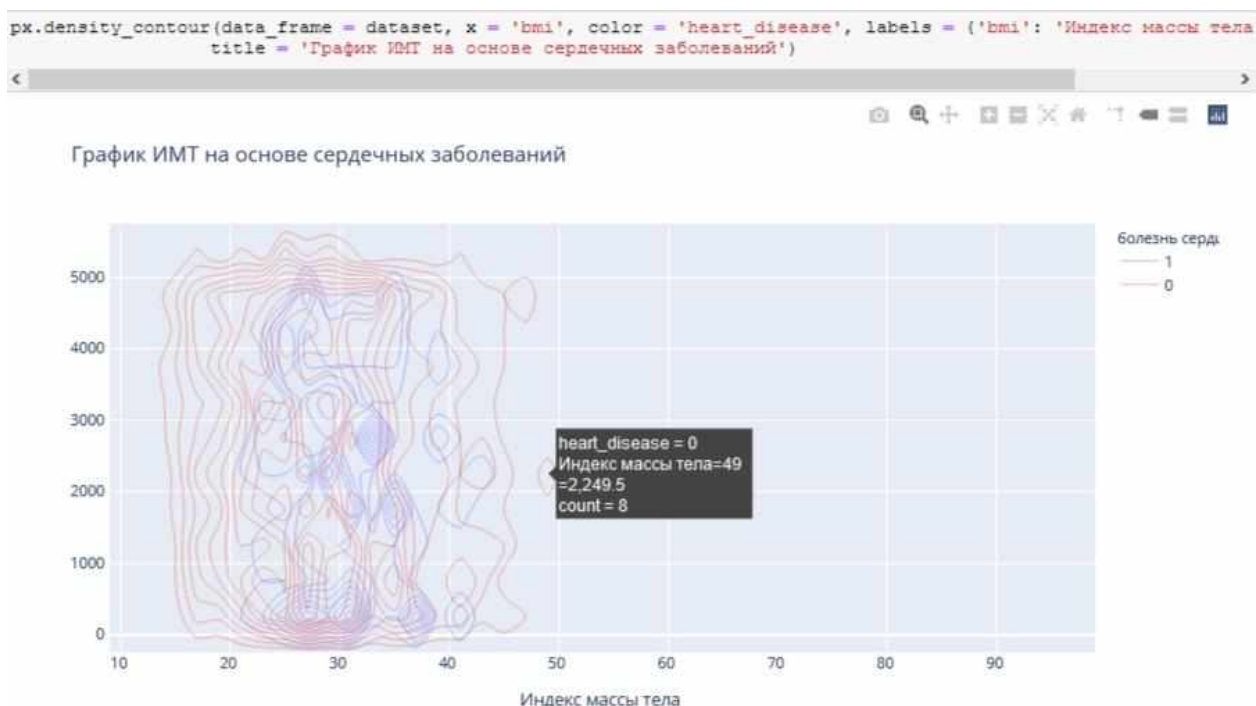 px.density_contour(data_frame = dataset, x = 'bmi', color = 'heart_disease', labels = {'bmi': 'Индекс массы тела
title = 'График ИМТ на основе сердечных заболеваний')
График ИМТ на основе сердечных заболеваний
болезнь серд
1
0
5000
4000
3000
2000
1000
0
heart_disease = 0
Индекс массы тела=49
=2,249.5
count = 8
10 20 30 40 50 60 70 80 90
Индекс массы тела